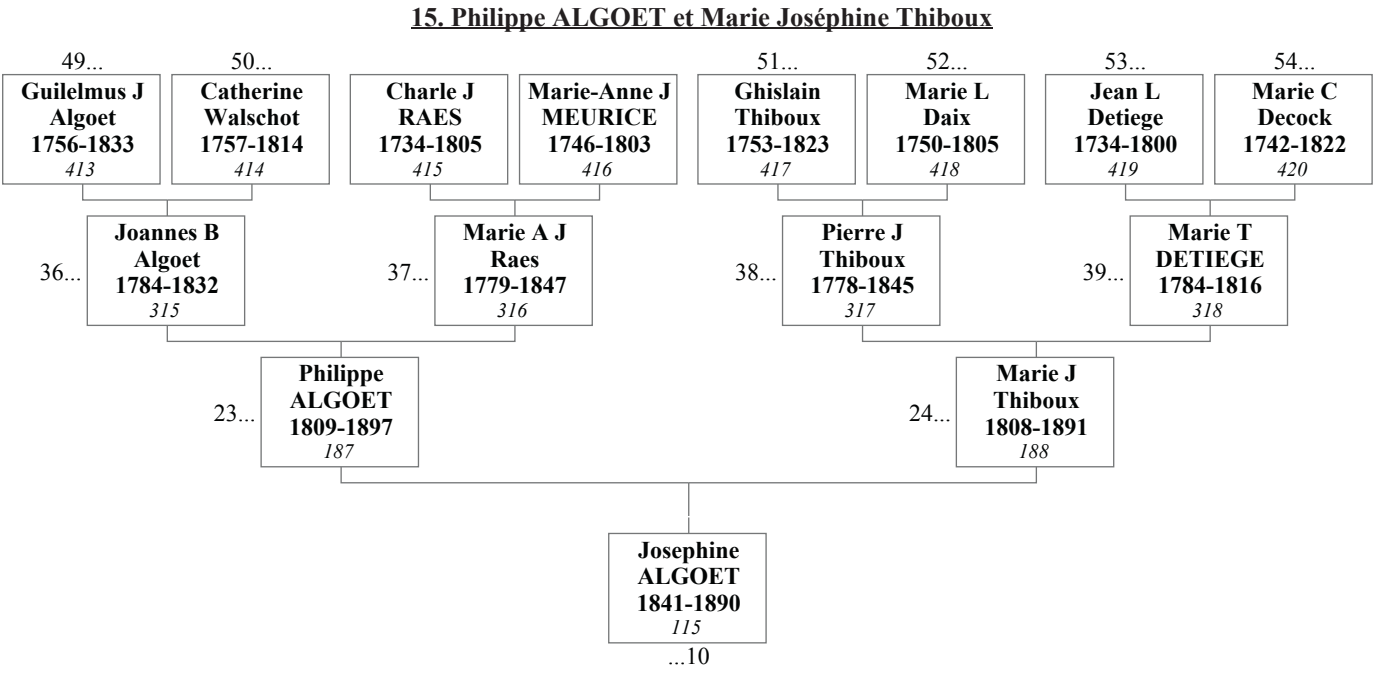 15. Philippe ALGOET et Marie Joséphine Thiboux
49...
50...
51...
52...
53...
54...
Guilelmus J
Algoet
1756-1833
413
Catherine
Walschot
1757-1814
414
Charle J
RAES
1734-1805
415
Marie-Anne J
MEURICE
1746-1803
416
Ghislain
Thiboux
1753-1823
417
Marie L
Daix
1750-1805
418
Jean L
Detiege
1734-1800
419
Marie C
Decock
1742-1822
420
36...
Joannes B
Algoet
1784-1832
315
37...
Marie A J
Raes
1779-1847
316
38...
Pierre J
Thiboux
1778-1845
317
39...
Marie T
DETIEGE
1784-1816
318
23...
Philippe
ALGOET
1809-1897
187
24...
Marie J
Thiboux
1808-1891
188
Josephine
ALGOET
1841-1890
115
...10